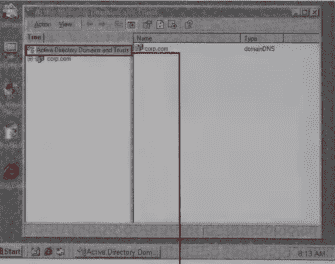 Action View
Tree
Name Type
Active Directory Domains and Trusts
corp.com
corp.com domainDNS
Start
Active Directory Dom...
8:13 AM